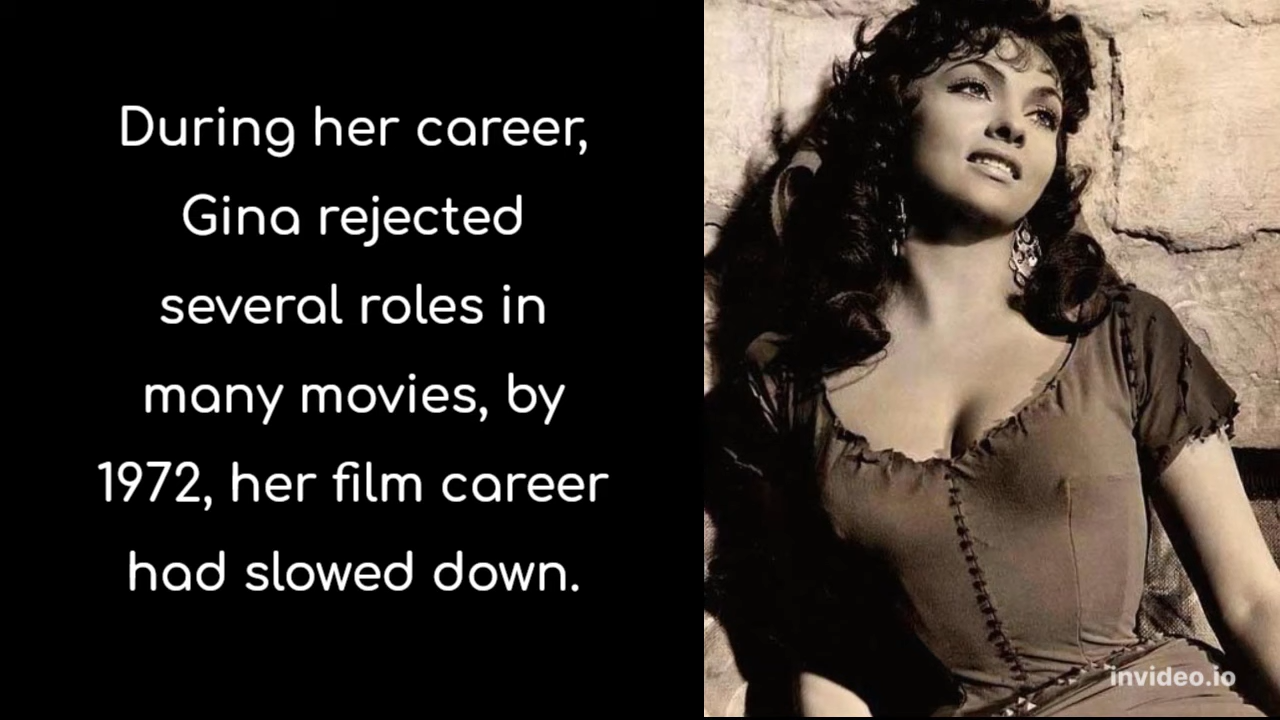 During her career,
Gina rejected
several roles in
many movies, by
1972, her film career
had slowed down.
invideo.io